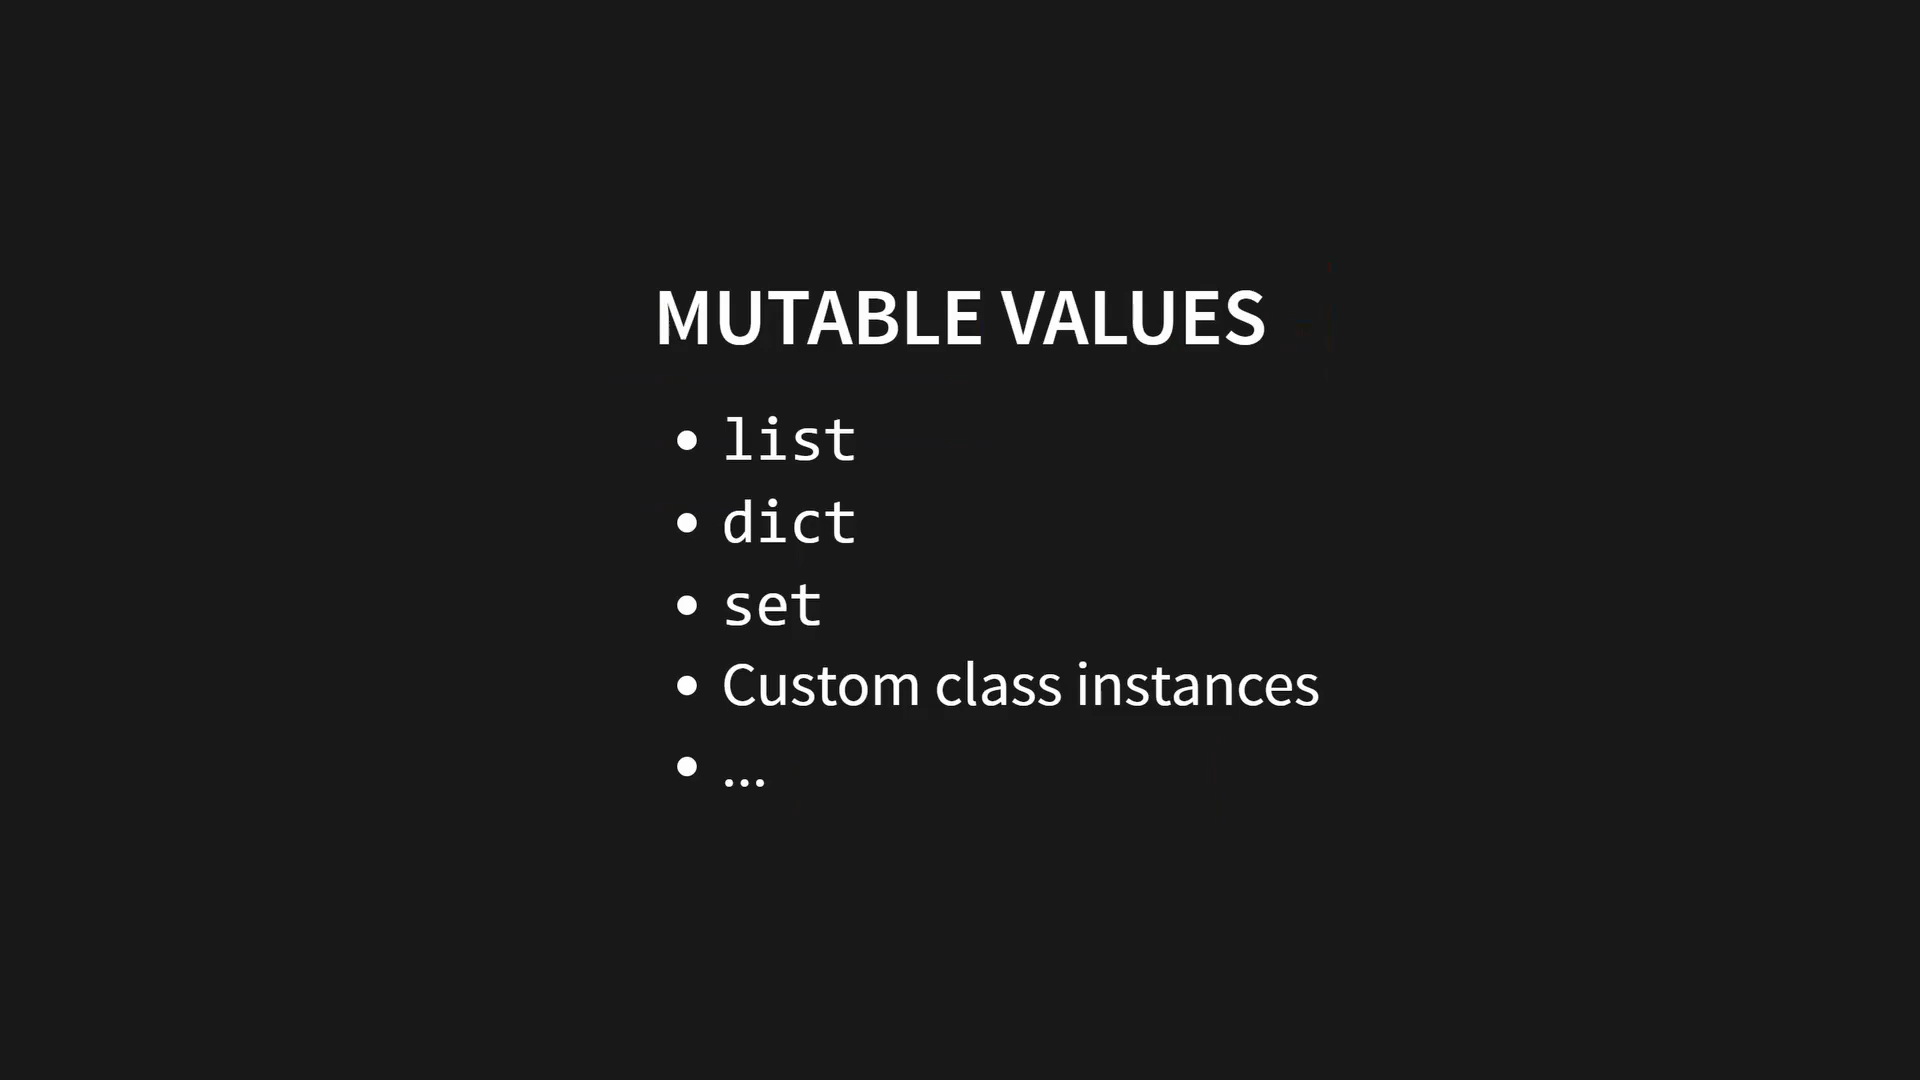 MUTABLE VALUES
• list
• dict
• set
• Custom class instances
• ...